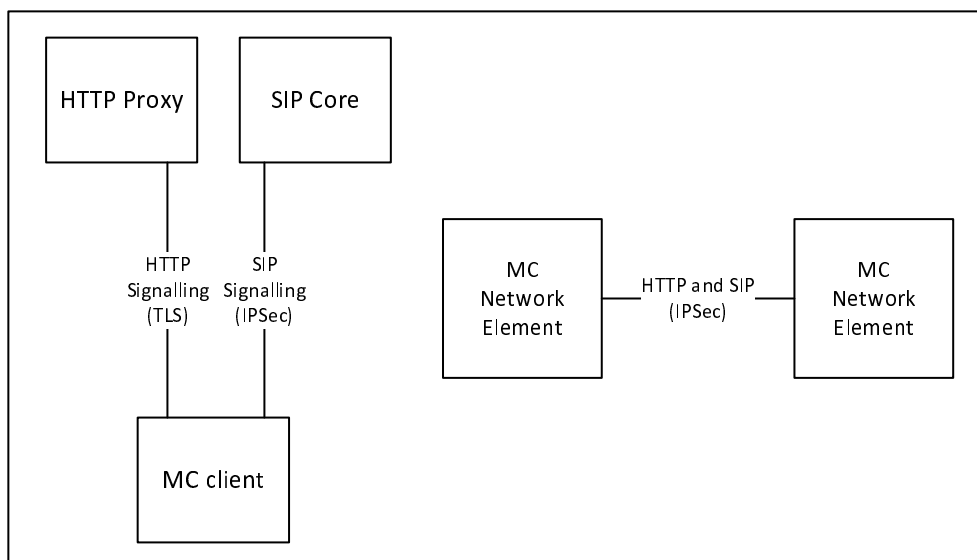 HTTP Proxy
SIP Core
HTTP
Signalling
(TLS)
SIP
Signalling
(IPSec)
MC client
MC
Network
Element
HTTP and SIP
(IPSec)
MC
Network
Element